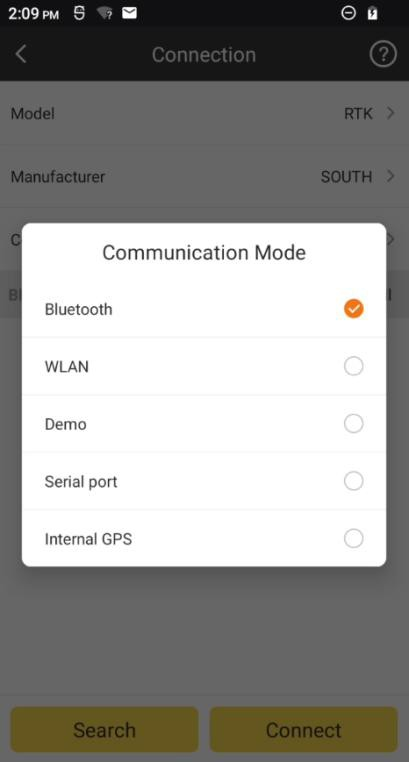 2:09 PM
Connection
Model RTK
Manufacturer SOUTH
C
Communication Mode
Bl l
Bluetooth
WLAN
Demo
Serial port
Internal GPS
Search Connect